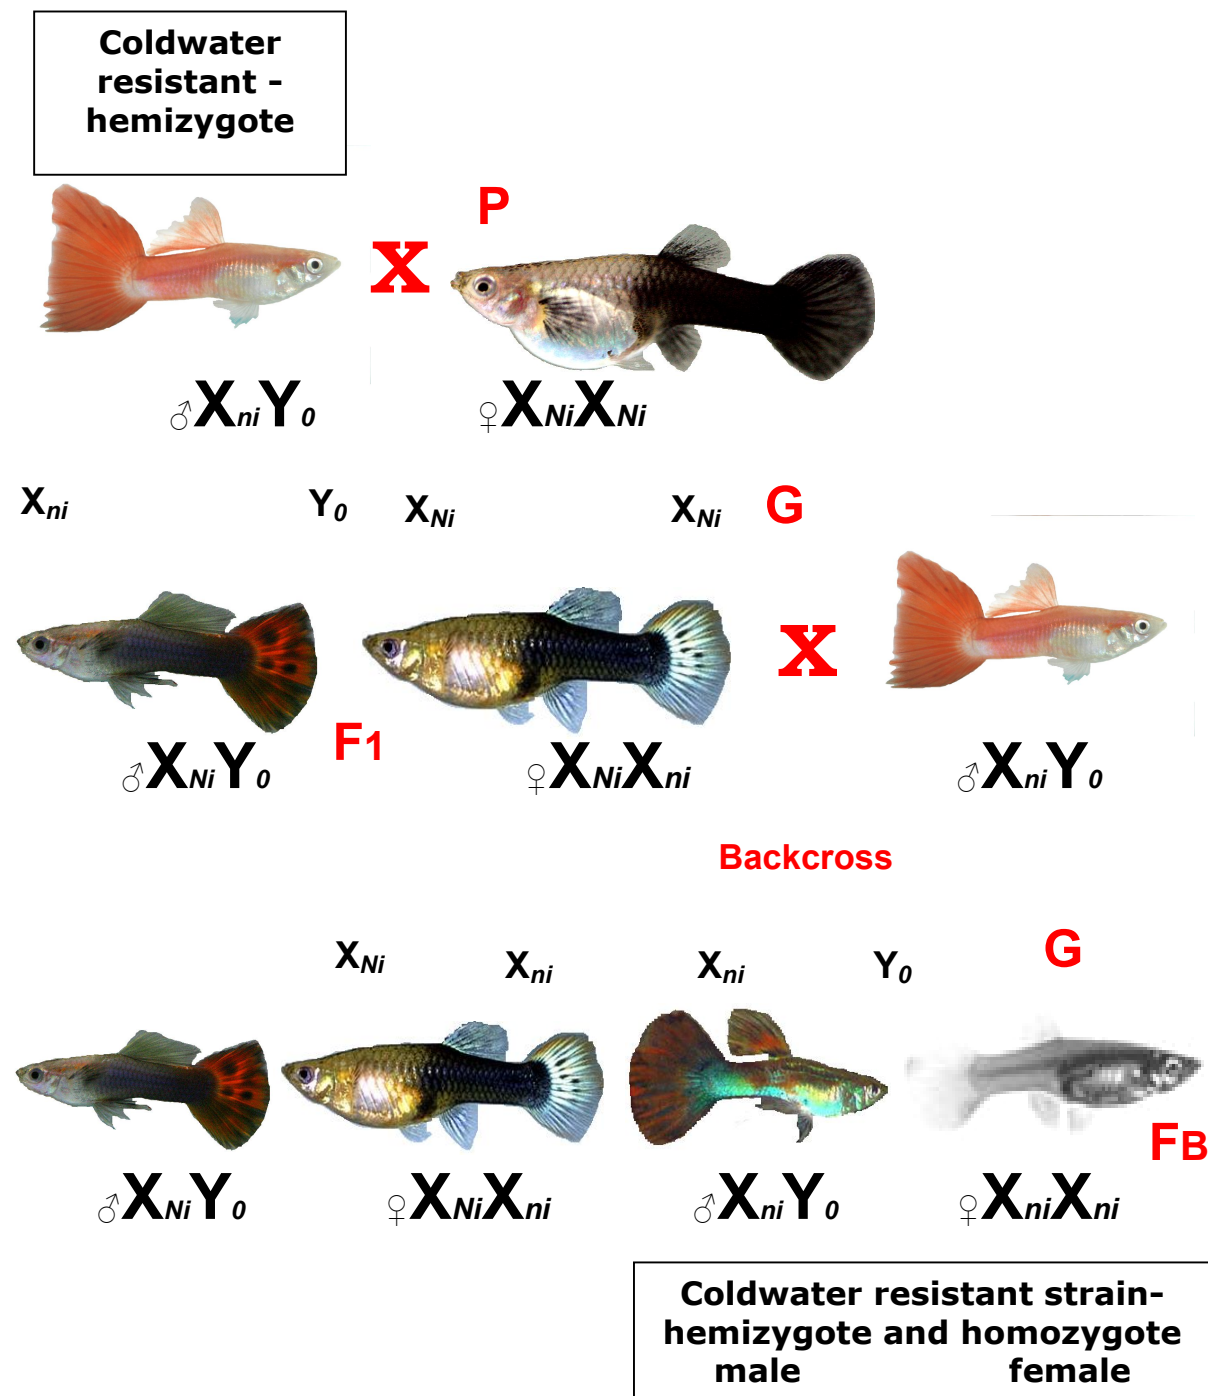 Coldwater
resistant -
hemizygote
P
X
♂XniY0 ♀XNiXNi
Xni Y0 XNi XNi G
X
F1
♂XNiY0 ♀XNiXni ♂XniY0
Backcross
XNi Xni Xni Y0 G
FB
♂XNiY0 ♀XNiXni ♂XniY0 ♀XniXni
Coldwater resistant strain-
hemizygote and homozygote
male female